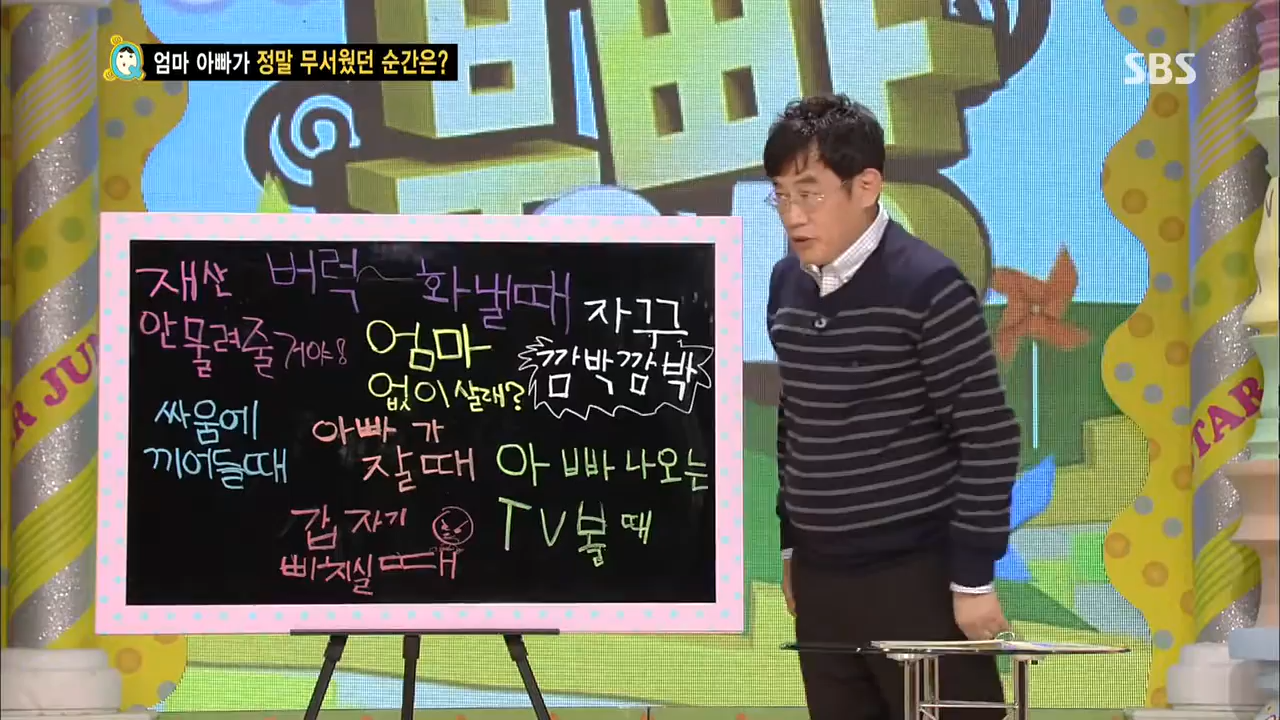 엄마 아빠가 정말 무서웠던 순간은?
SBS
재산
안 물려줄 거야!
버럭~ 화낼때
엄마
없이 살래?
자꾸
깜박깜박
싸움에
끼어들때
아빠가
잘때
아빠 나오는
TV볼 때
갑자기
삐치실 때
STAR